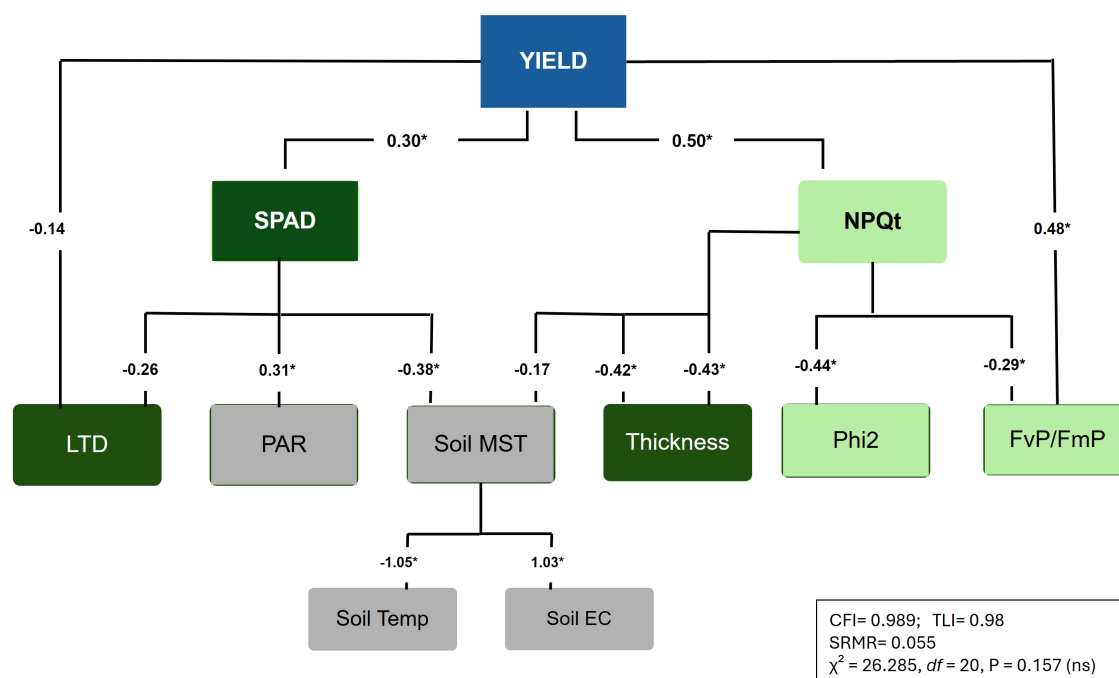 YIELD
0.30*
0.50*
-0.14
SPAD
NPQt
0.48*
-0.26
0.31*
-0.38*
-0.17
-0.42*
-0.43*
-0.44*
-0.29*
LTD
PAR
Soil MST
Thickness
Phi2
FvP/FmP
-1.05*
1.03*
Soil Temp
Soil EC
CFI= 0.989; TLI= 0.98
SRMR= 0.055
χ² = 26.285, df = 20, P = 0.157 (ns)